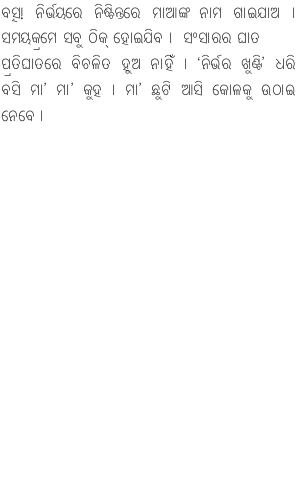 ବତ୍ସ! ନିର୍ଭୟରେ ନିଷ୍ଚିନ୍ତରେ ମାଆଙ୍କ ନାମ ଗାଇଯାଅ ।
ସମୟକ୍ରମେ ସବୁ ଠିକ୍ ହୋଇଯିବ । ସଂସାରର ଘାତ
ପ୍ରତିଘାତରେ ବିଚଳିତ ହୁଅ ନାହିଁ । ‘ନିର୍ଭର ଖୁଣ୍ଟି’ ଧରି
ବସି ମା’ ମା’ କୁହ । ମା’ ଛୁଟି ଆସି କୋଳକୁ ଉଠାଇ
ନେବେ ।